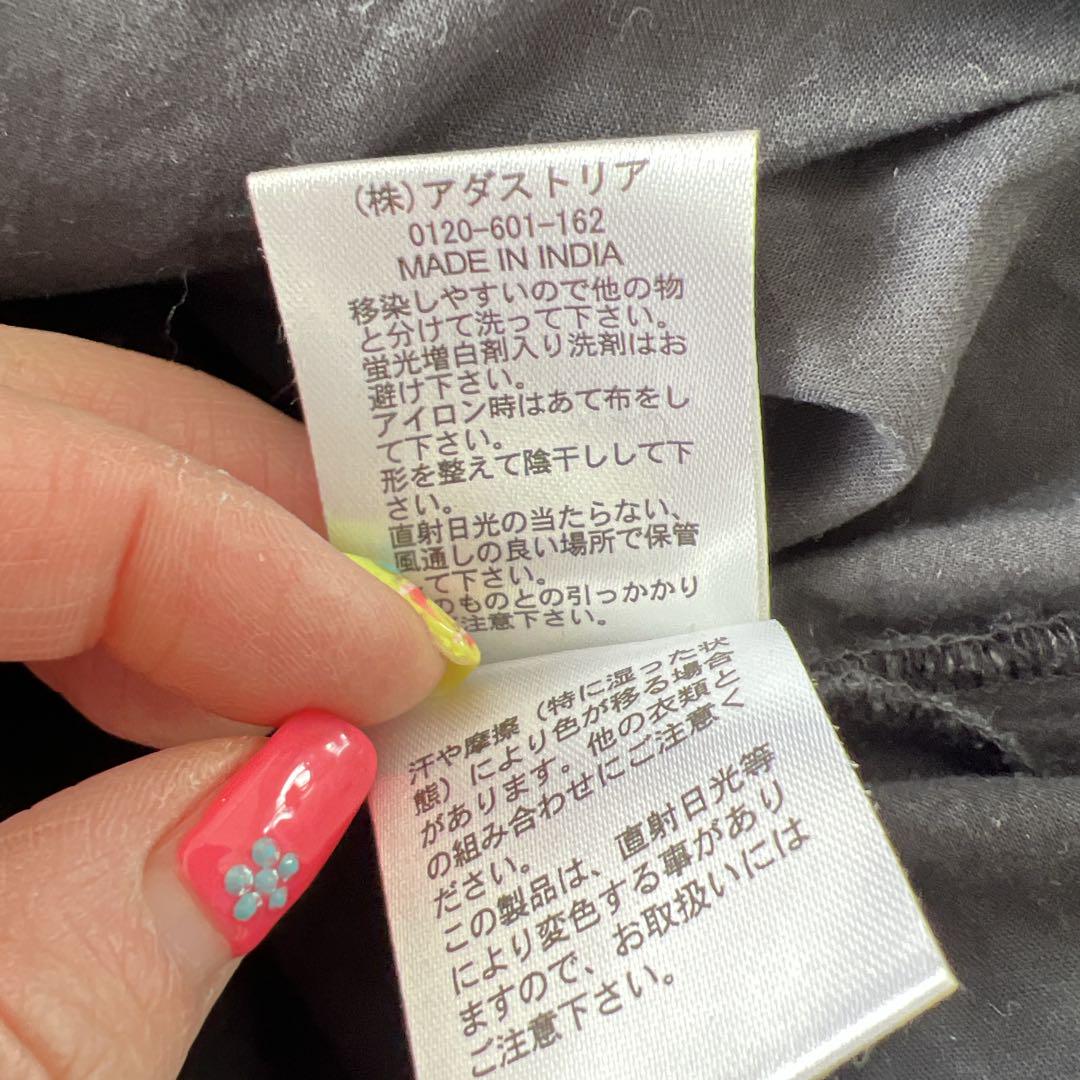 (株)アダストリア
0120-601-162
MADE IN INDIA
移染しやすいので他の物
と分けて洗って下さい。
蛍光増白剤入り洗剤はお
避け下さい。
アイロン時はあて布をし
て下さい。
形を整えて陰干しして下
さい。
直射日光の当たらない、
風通しの良い場所で保管
て下さい。
のものとの引っかかり
注意下さい。
汗や摩擦（特に湿った状
態）により色が移る場合
があります。他の衣類と
の組み合わせにご注意く
ださい。
この製品は、直射日光等
により変色する事があり
ますので、お取扱いには
ご注意下さい。